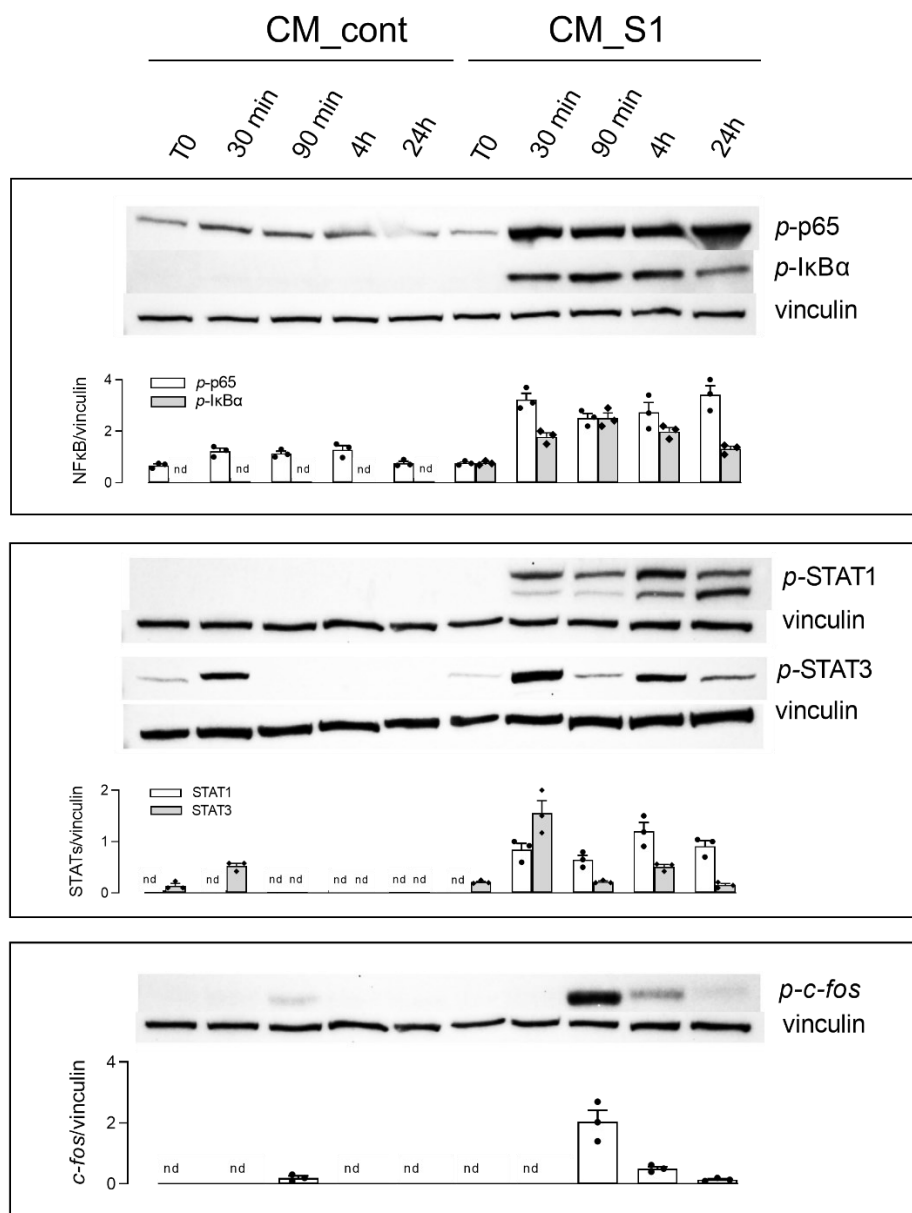 CM_cont CM_S1
T0 30 min 90 min 4h 24h T0 30 min 90 min 4h 24h
p-p65
p-IκBα
vinculin
4
p-p65
p-IκBα
2
NFκB/vinculin
nd nd nd nd nd
0
p-STAT1
vinculin
p-STAT3
vinculin
2
STAT1
STAT3
1
STATs/vinculin
nd nd nd nd nd nd nd nd nd
0
p-c-fos
vinculin
4
2
c-fos/vinculin
nd nd nd nd nd nd
0